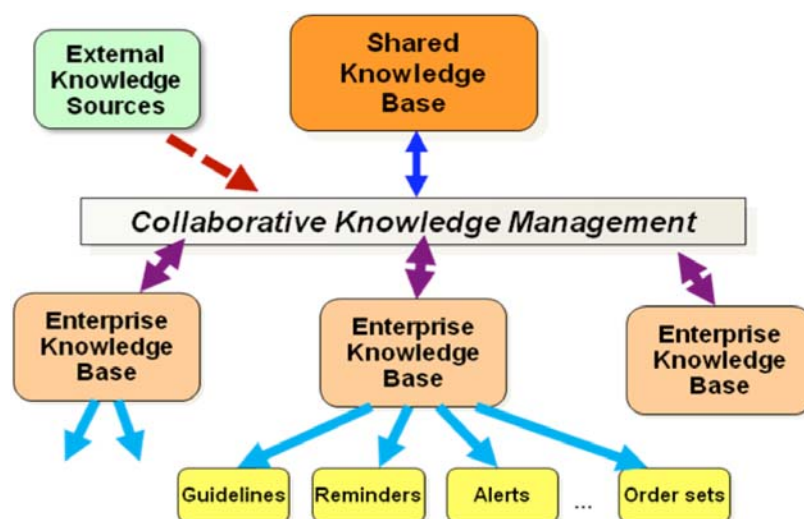 External
Knowledge
Sources
Shared
Knowledge
Base
Collaborative Knowledge Management
Enterprise
Knowledge
Base
Enterprise
Knowledge
Base
Enterprise
Knowledge
Base
Guidelines
Reminders
Alerts
...
Order sets